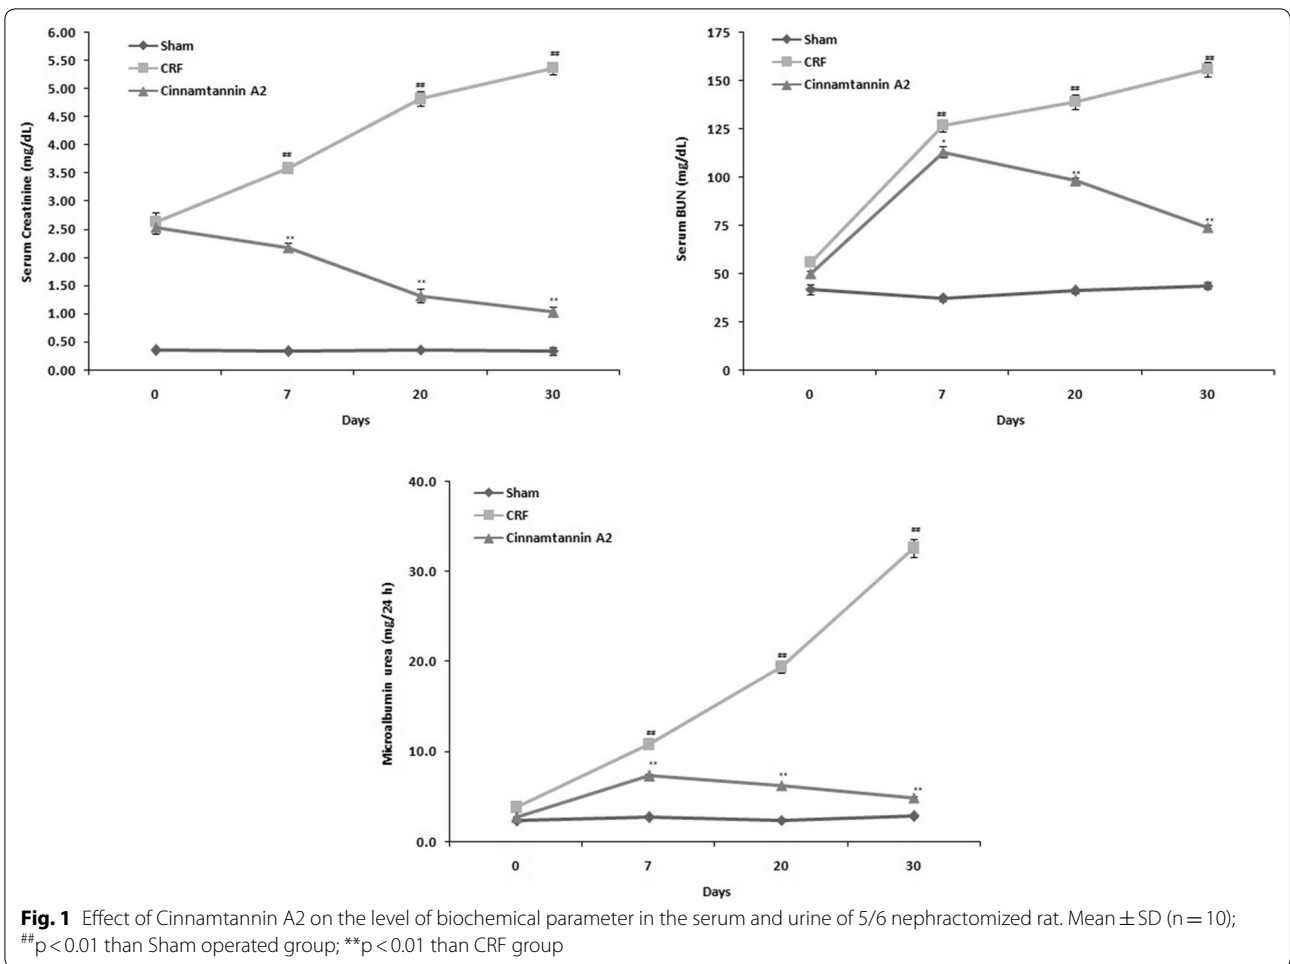 6.00
5.50
5.00
4.50
4.00
3.50
3.00
2.50
2.00
1.50
1.00
0.50
0.00
Serum Creatinine (mg/dL)
Sham
CRF
Cinnamtannin A2
##
##
##
**
**
**
0 7 20 30
Days
175
150
125
100
75
50
25
0
Serum BUN (mg/dL)
Sham
CRF
Cinnamtannin A2
##
##
##
*
**
**
0 7 20 30
Days
40.0
30.0
20.0
10.0
0.0
Microalbumin urea (mg/24 h)
Sham
CRF
Cinnamtannin A2
##
##
##
**
**
**
0 7 20 30
Days
Fig. 1 Effect of Cinnamtannin A2 on the level of biochemical parameter in the serum and urine of 5/6 nephractomized rat. Mean ± SD (n = 10);
##p < 0.01 than Sham operated group; **p < 0.01 than CRF group